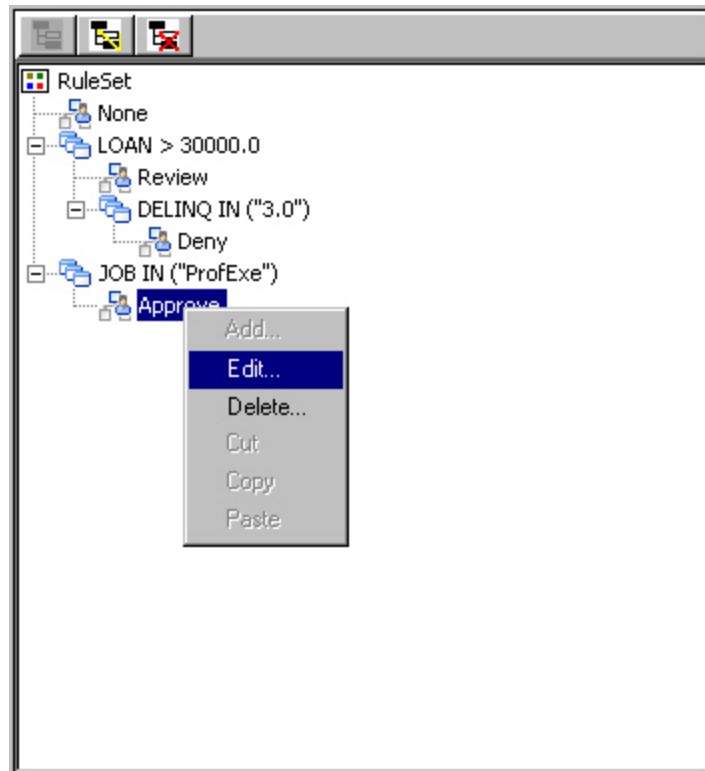 RuleSet
None
LOAN > 30000.0
Review
DELINQ IN ("3.0")
Deny
JOB IN ("ProfExe")
Approve
Add...
Edit...
Delete...
Cut
Copy
Paste